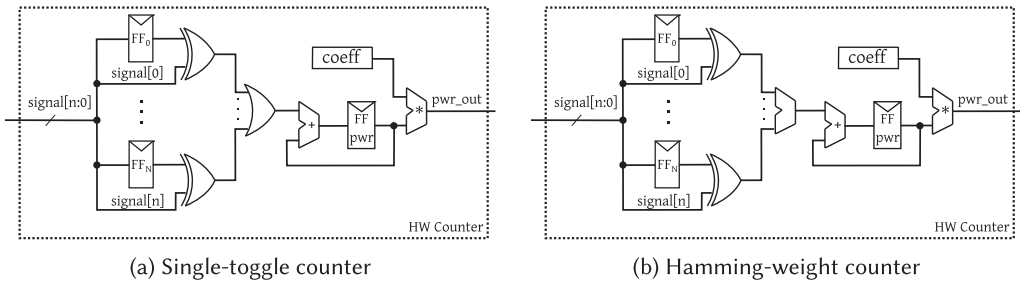 FF0
signal[0]
signal[n:0]
FFN
signal[n]
coeff
+
FF
pwr
*
pwr_out
HW Counter
(a) Single-toggle counter
FF0
signal[0]
signal[n:0]
FFN
signal[n]
coeff
+
FF
pwr
*
pwr_out
HW Counter
(b) Hamming-weight counter